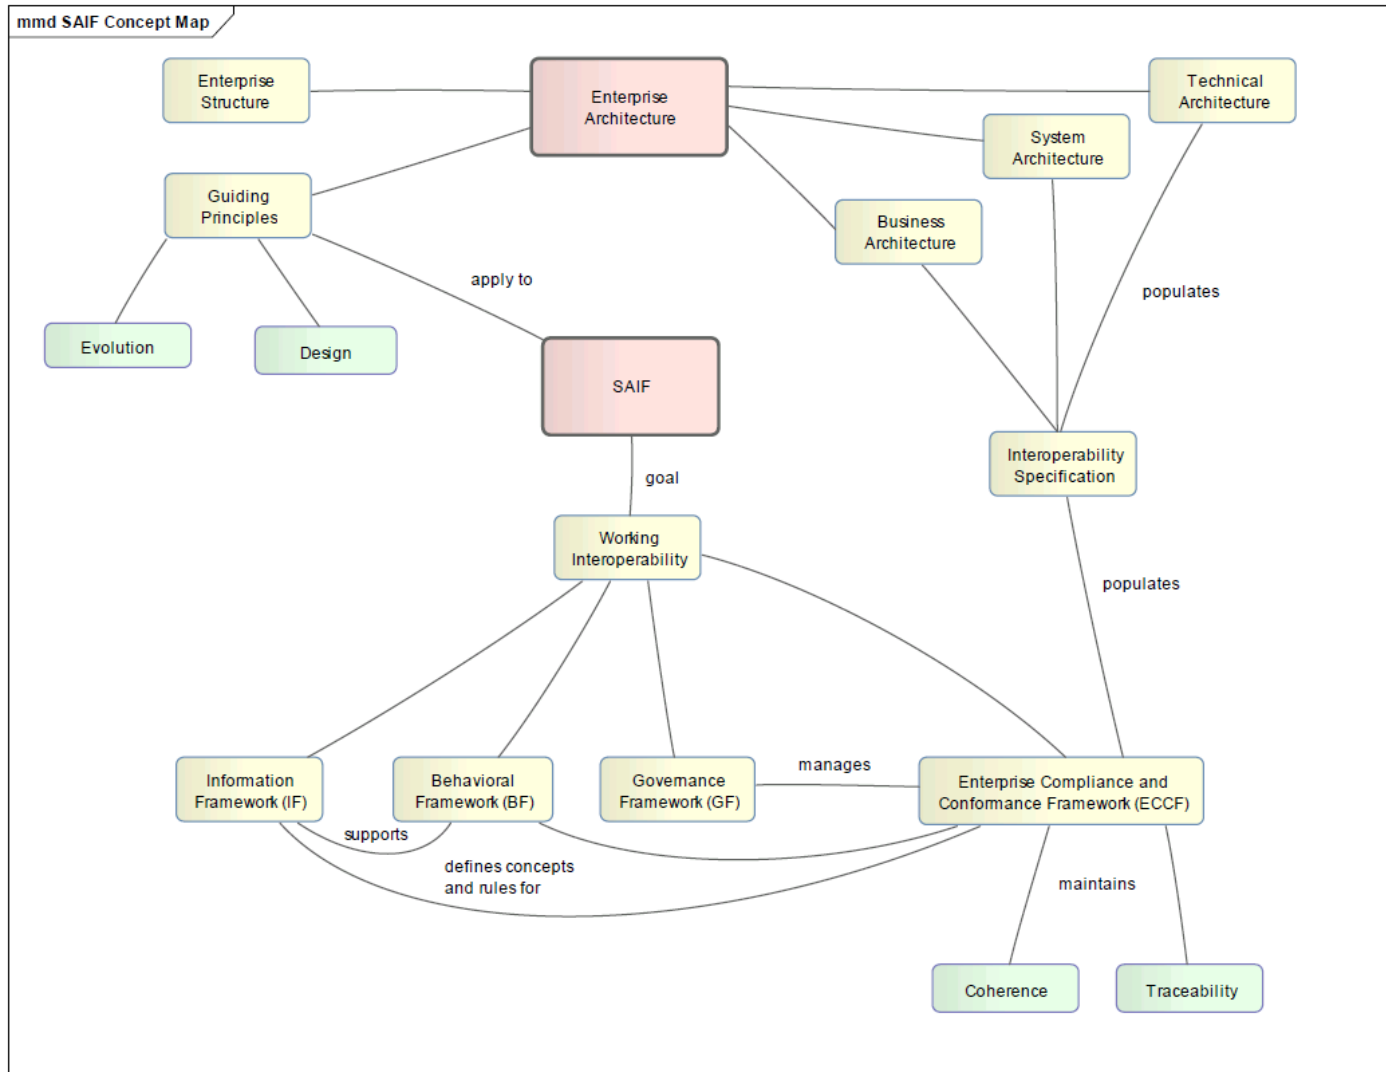 mmd SAIF Concept Map
Enterprise
Structure
Enterprise
Architecture
Technical
Architecture
System
Architecture
Guiding
Principles
Business
Architecture
apply to
populates
Evolution
Design
SAIF
Interoperability
Specification
goal
Working
Interoperability
populates
Information
Framework (IF)
Behavioral
Framework (BF)
Governance
Framework (GF)
manages
Enterprise Compliance and
Conformance Framework (ECCF)
supports
defines concepts
and rules for
maintains
Coherence
Traceability